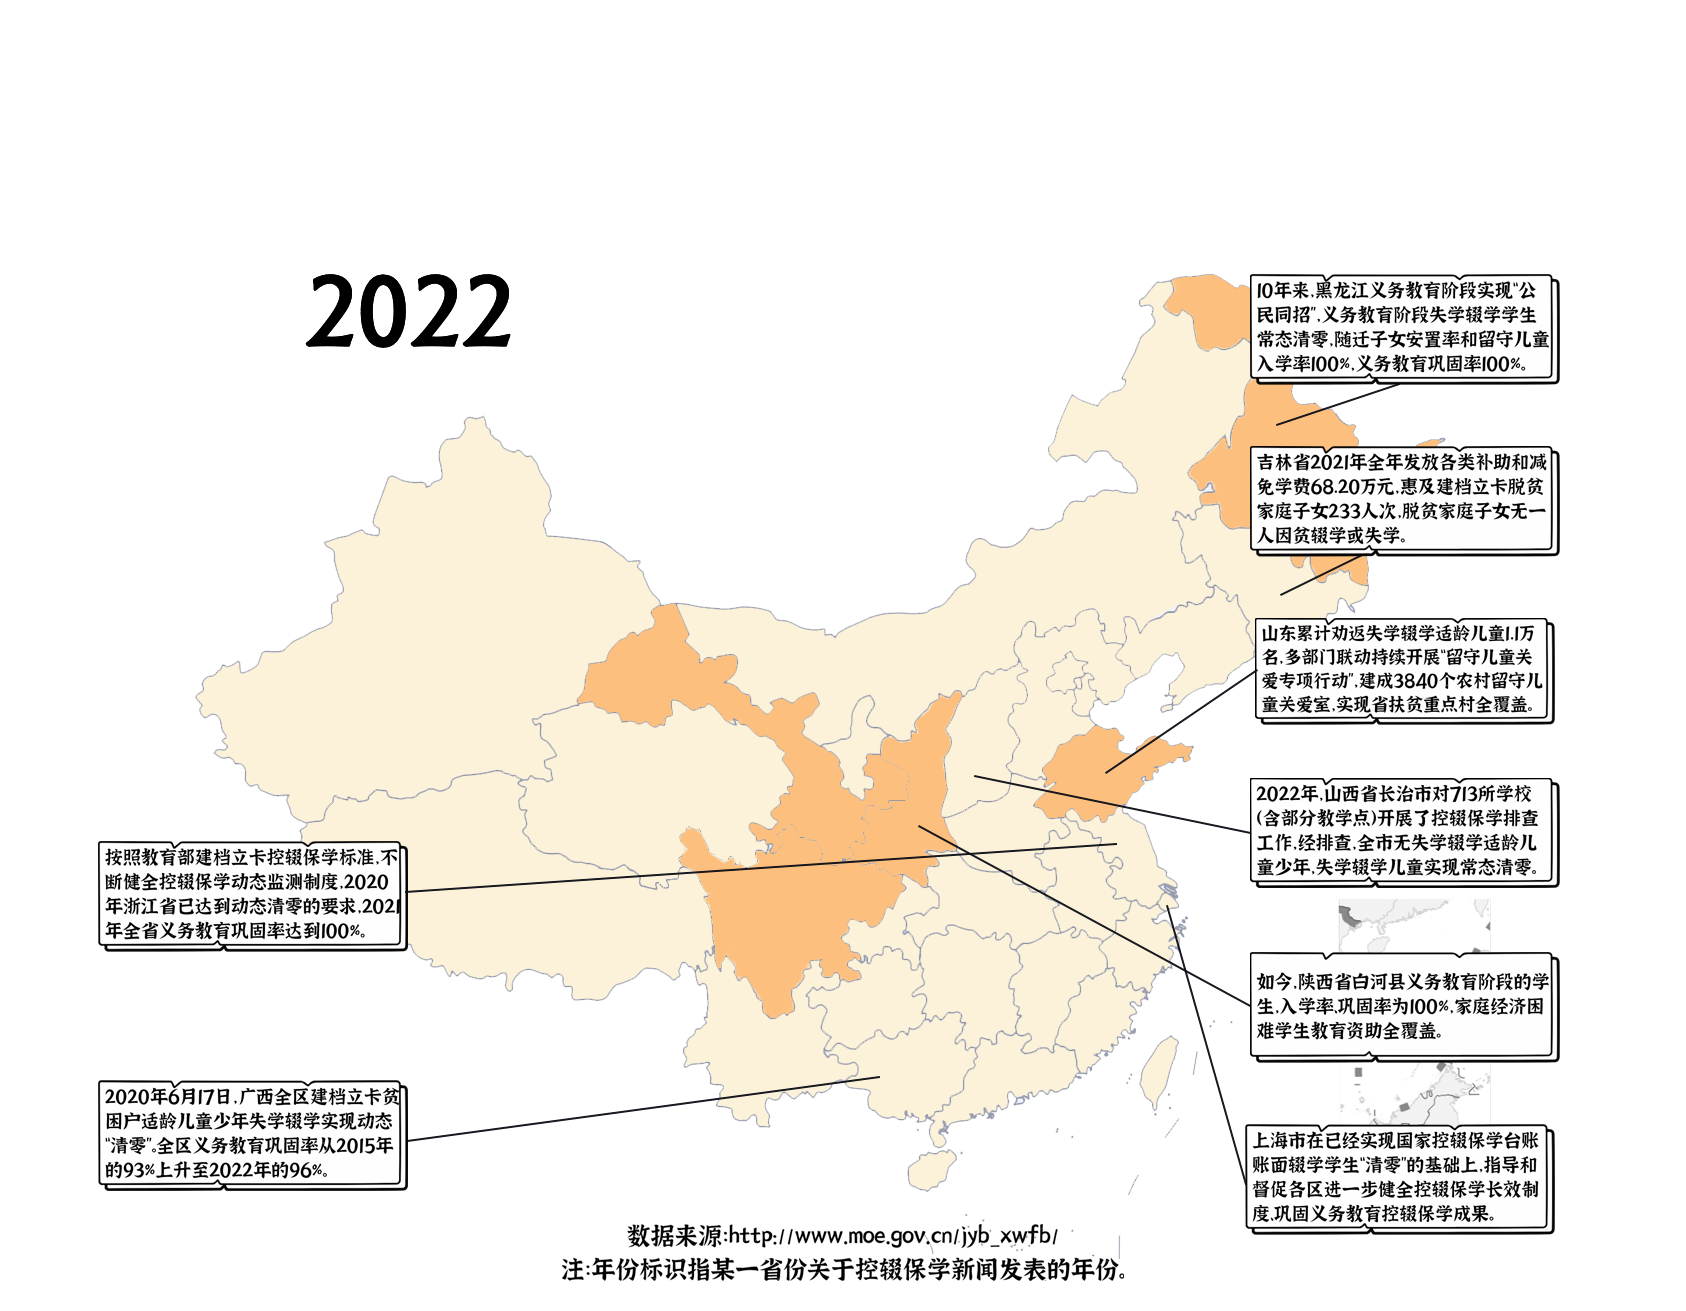 2022
10年来,黑龙江义务教育阶段实现“公
民同招”,义务教育阶段失学辍学学生
常态清零,随迁子女安置率和留守儿童
入学率100%,义务教育巩固率100%。
吉林省2021年全年发放各类补助和减
免学费68.20万元,惠及建档立卡脱贫
家庭子女233人次,脱贫家庭子女无一
人因贫辍学或失学。
山东累计劝返失学辍学适龄儿童1.1万
名,多部门联动持续开展“留守儿童关
爱专项行动”,建成3840个农村留守儿
童关爱室,实现省扶贫重点村全覆盖。
2022年,山西省长治市对713所学校
(含部分教学点)开展了控辍保学排查
工作,经排查,全市无失学辍学适龄儿
童少年,失学辍学儿童实现常态清零。
按照教育部建档立卡控辍保学标准,不
断健全控辍保学动态监测制度,2020
年浙江省已达到动态清零的要求,2021
年全省义务教育巩固率达到100%。
如今,陕西省白河县义务教育阶段的学
生,入学率,巩固率为100%,家庭经济困
难学生教育资助全覆盖。
2020年6月17日,广西全区建档立卡贫
困户适龄儿童少年失学辍学实现动态
“清零”。全区义务教育巩固率从2015年
的93%上升至2022年的96%。
上海市在已经实现国家控辍保学台账
账面辍学学生“清零”的基础上,指导和
督促各区进一步健全控辍保学长效制
度,巩固义务教育控辍保学成果。
数据来源:http://www.moe.gov.cn/jyb_xwfb/
注:年份标识指某一省份关于控辍保学新闻发表的年份。